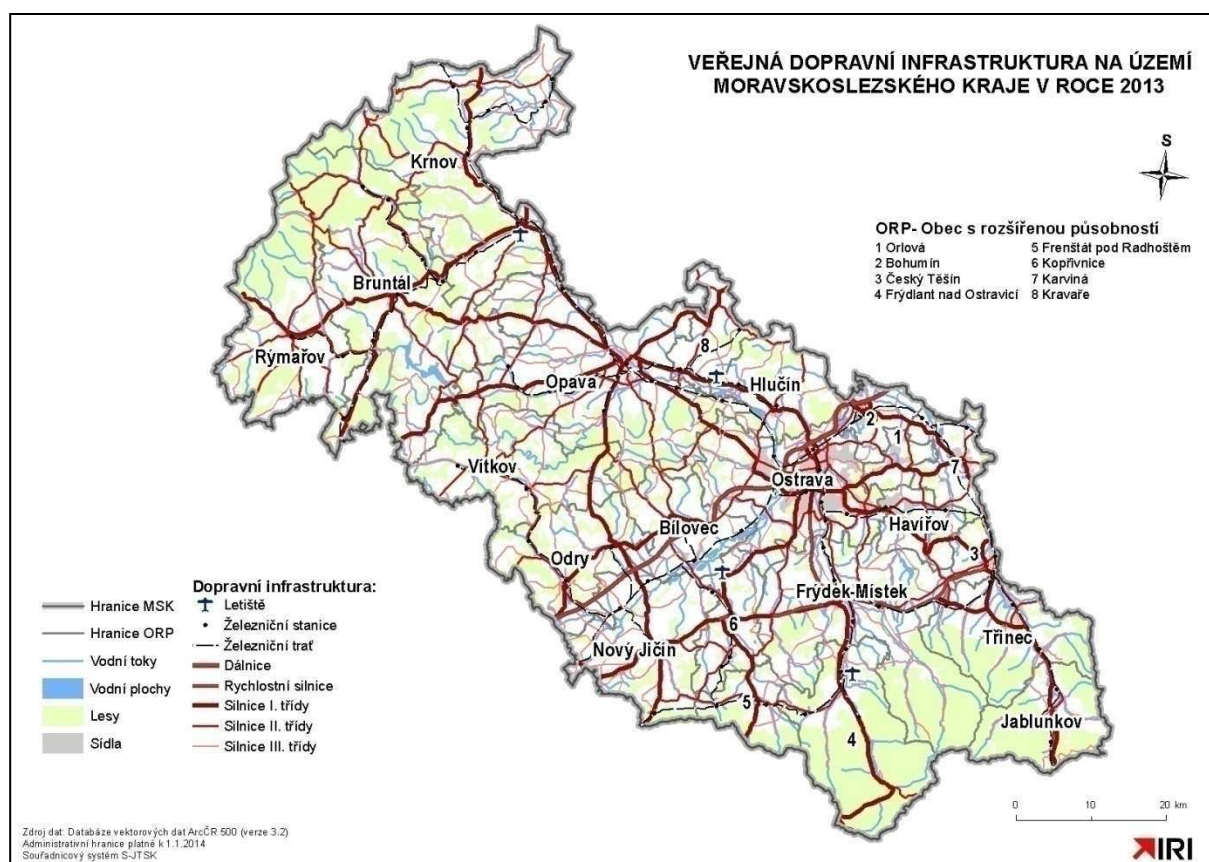 VEŘEJNÁ DOPRAVNÍ INFRASTRUKTURA NA ÚZEMÍ
MORAVSKOSLEZSKÉHO KRAJE V ROCE 2013
S
ORP- Obec s rozšířenou působností
1 Orlová
2 Bohumín
3 Český Těšín
4 Frýdlant nad Ostravicí
5 Frenštát pod Radhoštěm
6 Kopřivnice
7 Karviná
8 Kravaře
Krnov
Bruntál
Rýmařov
8
Opava
Hlučín
2
1
Vítkov
Ostrava
7
Bílovec
Havířov
Odry
3
Frýdek-Místek
6
Třinec
Nový Jičín
5
Jablunkov
4
Hranice MSK
Hranice ORP
Vodní toky
Vodní plochy
Lesy
Sídla
Dopravní infrastruktura:
Letiště
Železniční stanice
Železniční trať
Dálnice
Rychlostní silnice
Silnice I. třídy
Silnice II. třídy
Silnice III. třídy
0 10 20 km
Zdroj dat: Databáze vektorových dat ArcČR 500 (verze 3.2)
Administrativní hranice platné k 1.1.2014
Souřadnicový systém S-JTSK
IRI